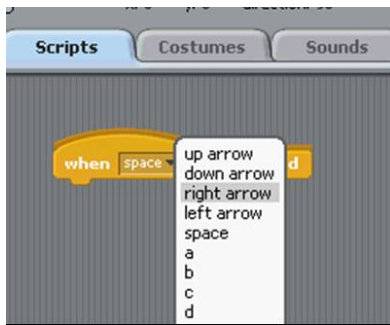 Scripts Costumes Sounds
when space d
up arrow
down arrow
right arrow
left arrow
space
a
b
c
d